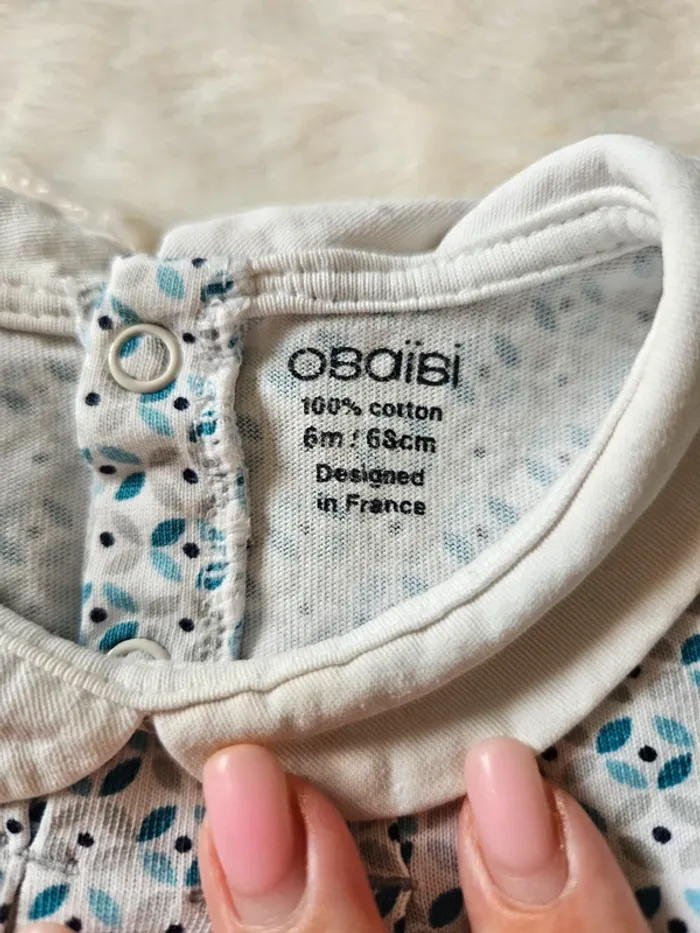 obaïbi
100% cotton
6m / 68cm
Designed
in France